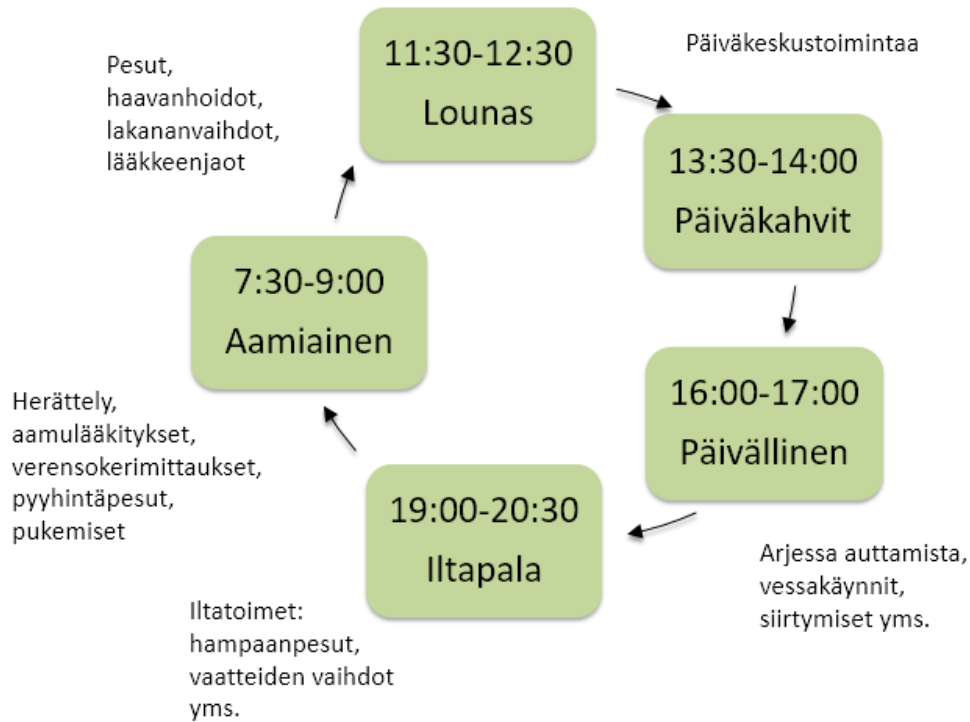 11:30-12:30
Lounas
Päiväkeskustoimintaa
13:30-14:00
Päiväkahvit
16:00-17:00
Päivällinen
Arjessa auttamista,
vessakäynnit,
siirtymiset yms.
19:00-20:30
Iltapala
Iltatoimet:
hampaanpesut,
vaatteiden vaihdot
yms.
Herättely,
aamulääkitykset,
verensokerimittaukset,
pyyhintäpesut,
pukemiset
7:30-9:00
Aamiainen
Pesut,
haavanhoidot,
lakananvaihdot,
lääkkeenjaot